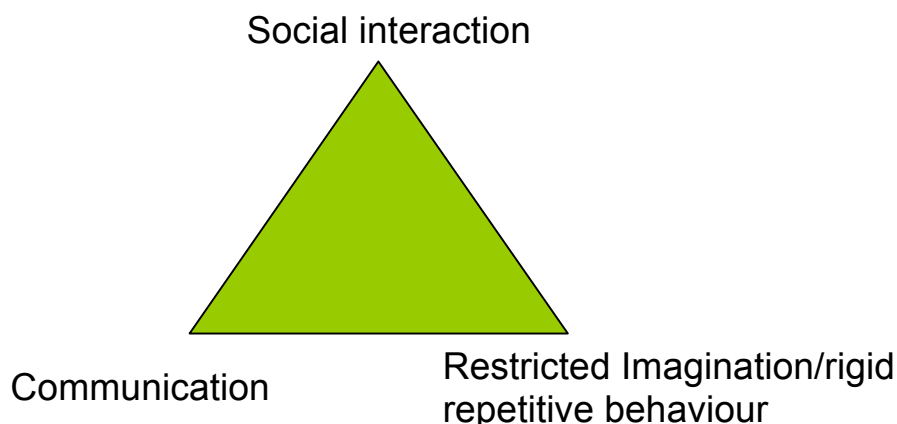 Social interaction
Communication
Restricted Imagination/rigid
repetitive behaviour